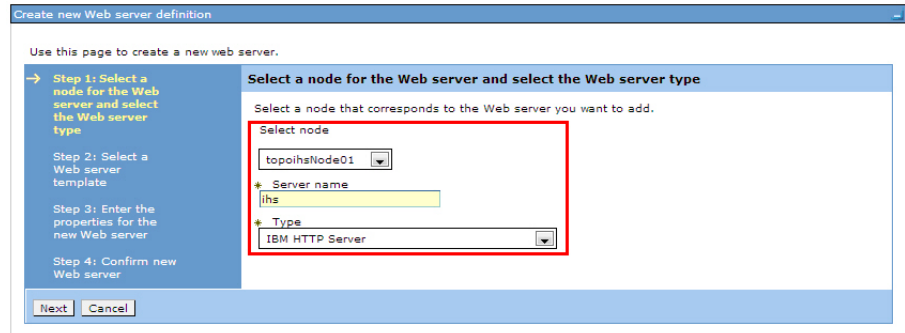 Create new Web server definition
Use this page to create a new web server.
Step 1: Select a
node for the Web
server and select
the Web server
type
Step 2: Select a
Web server
template
Step 3: Enter the
properties for the
new Web server
Step 4: Confirm new
Web server
Select a node for the Web server and select the Web server type
Select a node that corresponds to the Web server you want to add.
Select node
topoihsNode01
* Server name
ihs
* Type
IBM HTTP Server
Next Cancel